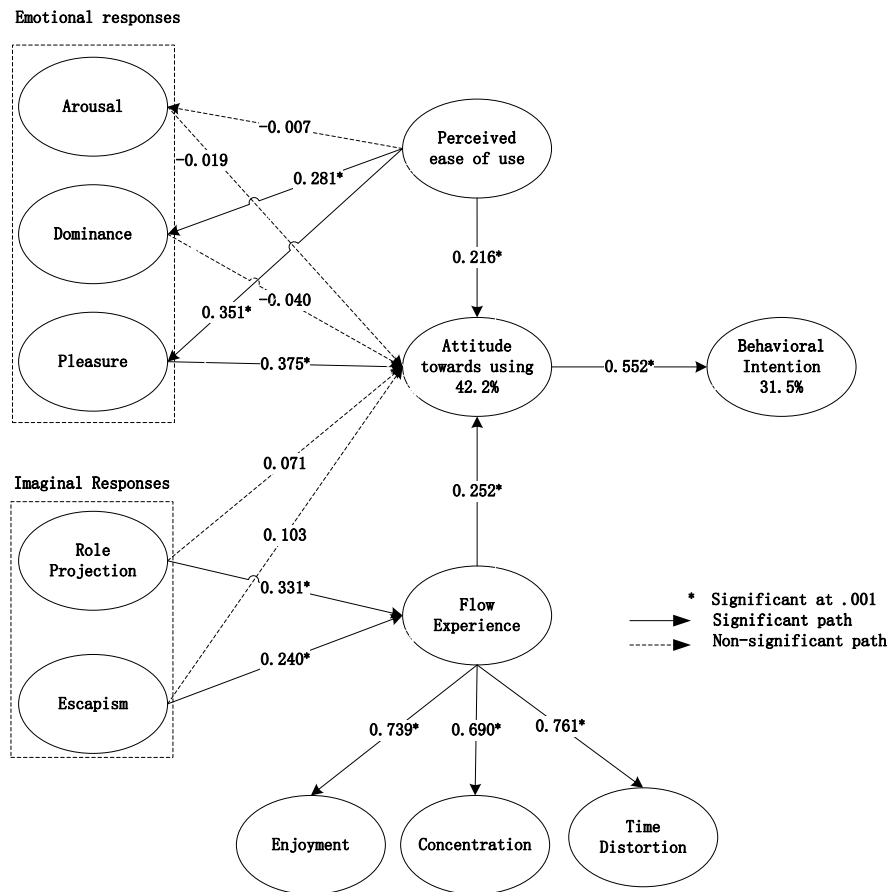 Emotional responses
Arousal
Dominance
Pleasure
Perceived
ease of use
-0.007
-0.019
0.281*
0.216*
-0.040
0.351*
0.375*
Attitude
towards using
42.2%
0.552*
Behavioral
Intention
31.5%
Imaginal Responses
Role
Projection
Escapism
0.071
0.103
0.252*
0.331*
0.240*
Flow
Experience
* Significant at .001
Significant path
Non-significant path
0.739*
0.690*
0.761*
Enjoyment
Concentration
Time
Distortion